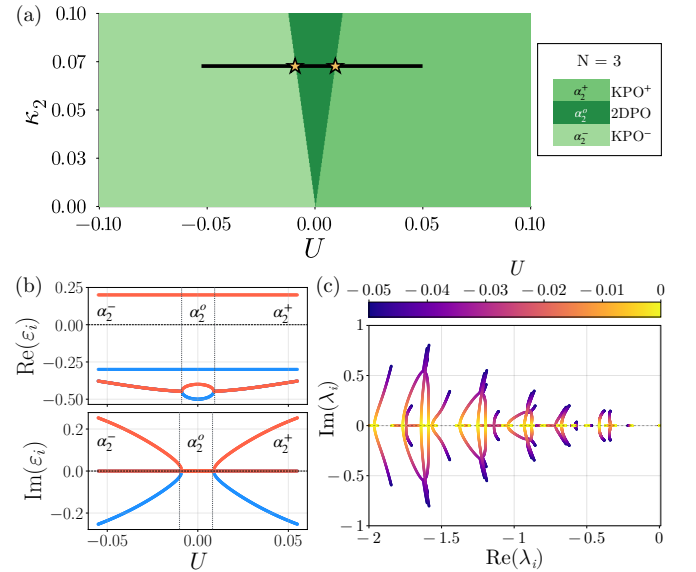 (a)
0.10
0.07
0.05
0.03
0.00
κ₂
−0.10
−0.05
0.00
0.05
0.10
U
N = 3
α₂⁺ KPO⁺
α₂ᵒ 2DPO
α₂⁻ KPO⁻
(b)
0.25
0.00
−0.25
−0.50
Re(εᵢ)
α₂⁻ α₂ᵒ α₂⁺
0.2
0.0
−0.2
Im(εᵢ)
α₂⁻ α₂ᵒ α₂⁺
−0.05
0.00
0.05
U
(c)
U
−0.05
−0.04
−0.03
−0.02
−0.01
0
1
0.5
0
−0.5
−1
Im(λᵢ)
−2
−1.5
−1
−0.5
0
Re(λᵢ)